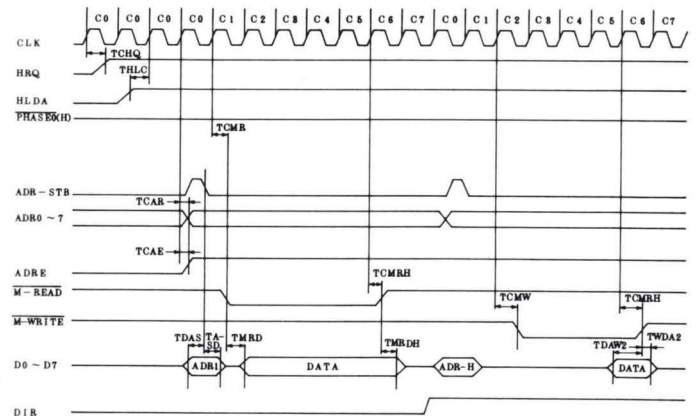 C0 C0 C0 C0 C1 C2 C3 C4 C5 C6 C7 C0 C1 C2 C3 C4 C5 C6 C7
CLK
TCHQ
HRQ
THLC
HLDA
PHASE0(H)
TCMR
ADR-STB
TCAR
ADR0 ~ 7
TCAE
ADRE
TCMRH
M-READ
TCMW
TCMRH
M-WRITE
TDAS TA-SD TMRD
TMRDH
TDAW2 TWDA2
D0 ~ D7
ADR1
DATA
ADR-H
DATA
DIR